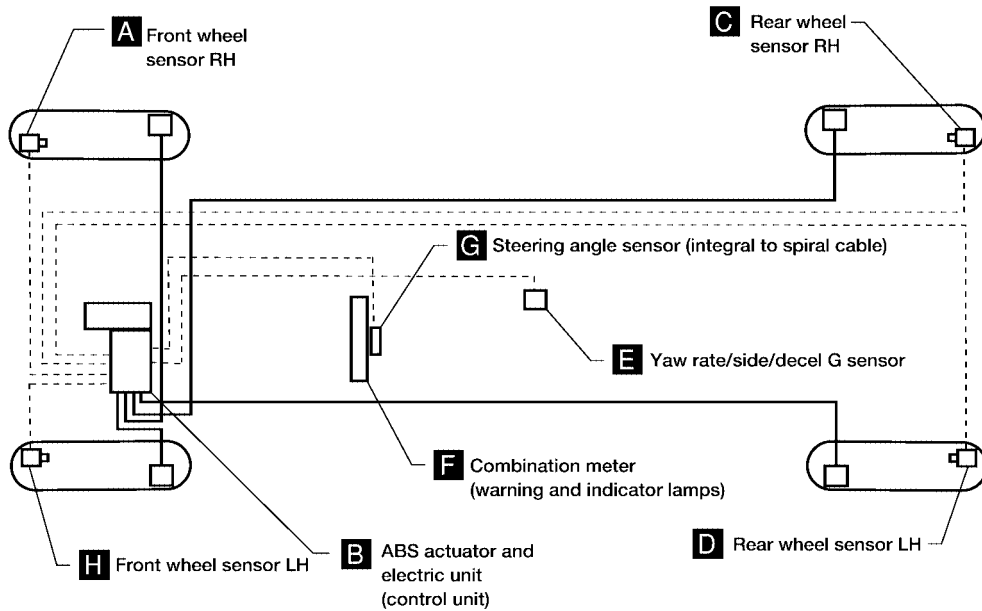 A Front wheel
sensor RH
C Rear wheel
sensor RH
G Steering angle sensor (integral to spiral cable)
E Yaw rate/side/decel G sensor
F Combination meter
(warning and indicator lamps)
D Rear wheel sensor LH
H Front wheel sensor LH
B ABS actuator and
electric unit
(control unit)